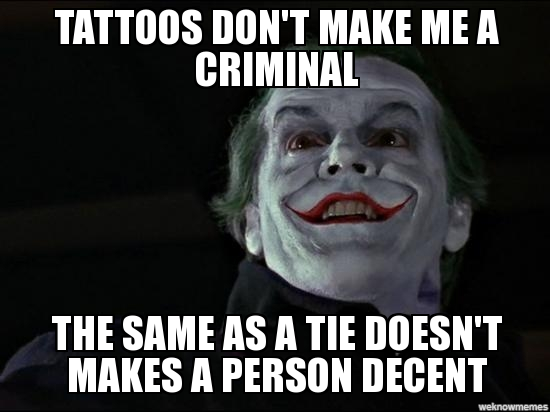 TATTOOS DON'T MAKE ME A
CRIMINAL
THE SAME AS A TIE DOESN'T
MAKES A PERSON DECENT
weknowmemes